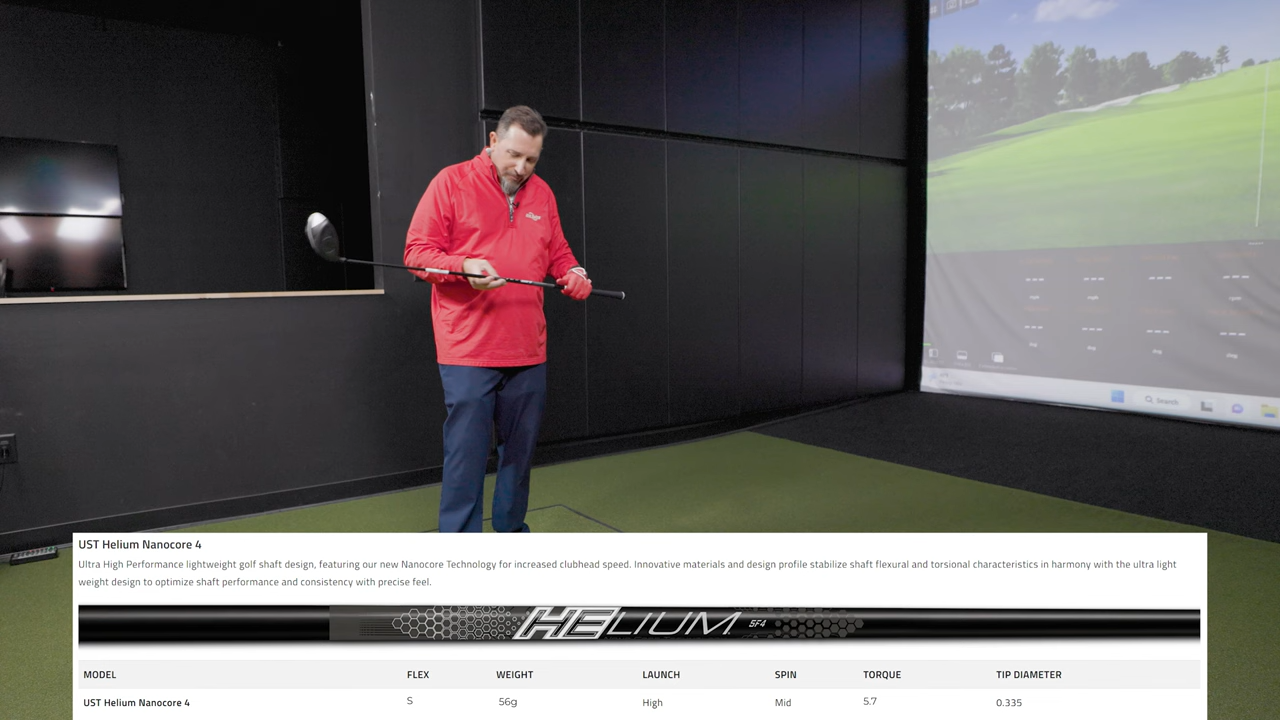 Search
UST Helium Nanocore 4
Ultra High Performance lightweight golf shaft design, featuring our new Nanocore Technology for increased clubhead speed. Innovative materials and design profile stabilize shaft flexural and torsional characteristics in harmony with the ultra light
weight design to optimize shaft performance and consistency with precise feel.
HELIUM 5F4
MODEL FLEX WEIGHT LAUNCH SPIN TORQUE TIP DIAMETER
UST Helium Nanocore 4 S 56g High Mid 5.7 0.335